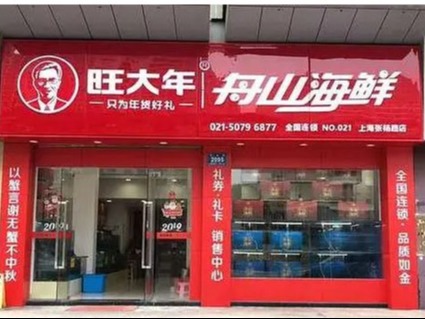 旺大年
只为年货好礼
舟山海鲜
021-5079 6877 全国连锁 NO.021 上海张杨路店
以蟹言谢无蟹不中秋
2019
2019
礼券·礼卡 销售中心
全国连锁·品质如金